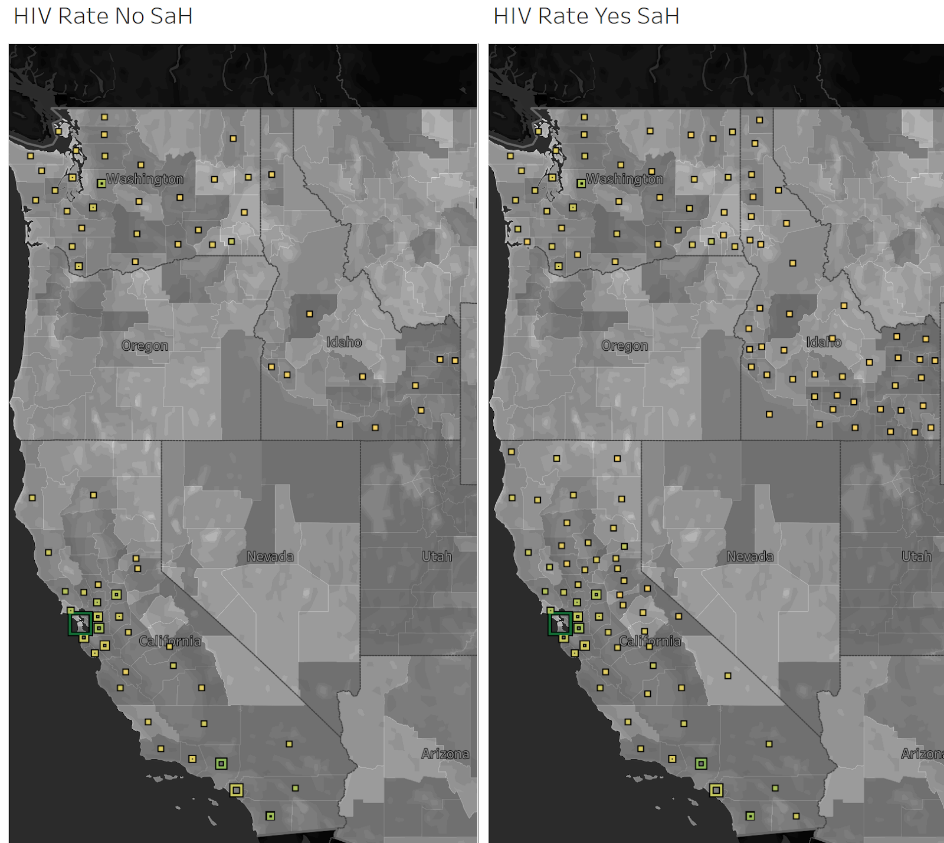 HIV Rate No SaH
HIV Rate Yes SaH
Washington
Washington
Oregon
Idaho
Oregon
Idaho
Nevada
Utah
Nevada
Utah
California
California
Arizona
Arizona